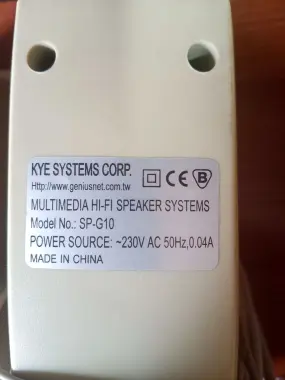 KYE SYSTEMS CORP.
Http://www.geniusnet.com.tw
CE B
MULTIMEDIA HI-FI SPEAKER SYSTEMS
Model No.: SP-G10
POWER SOURCE: ~230V AC 50Hz,0.04A
MADE IN CHINA